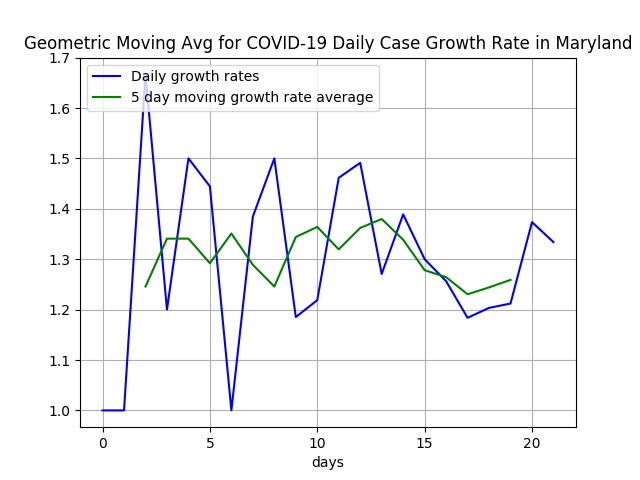 Geometric Moving Avg for COVID-19 Daily Case Growth Rate in Maryland
Daily growth rates
5 day moving growth rate average
1.7
1.6
1.5
1.4
1.3
1.2
1.1
1.0
0 5 10 15 20
days